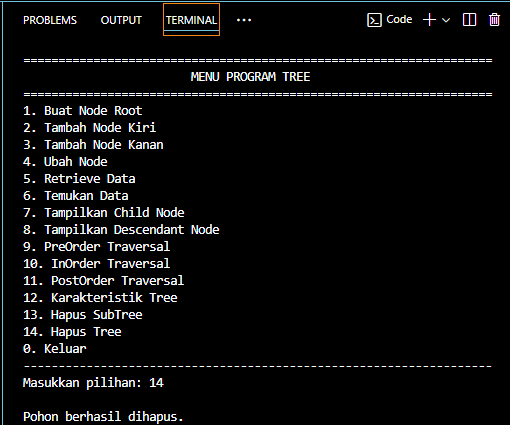 PROBLEMS OUTPUT TERMINAL ... Code
===================================================================
MENU PROGRAM TREE
===================================================================
1. Buat Node Root
2. Tambah Node Kiri
3. Tambah Node Kanan
4. Ubah Node
5. Retrieve Data
6. Temukan Data
7. Tampilkan Child Node
8. Tampilkan Descendant Node
9. PreOrder Traversal
10. InOrder Traversal
11. PostOrder Traversal
12. Karakteristik Tree
13. Hapus SubTree
14. Hapus Tree
0. Keluar
-------------------------------------------------------------------
Masukkan pilihan: 14
Pohon berhasil dihapus.